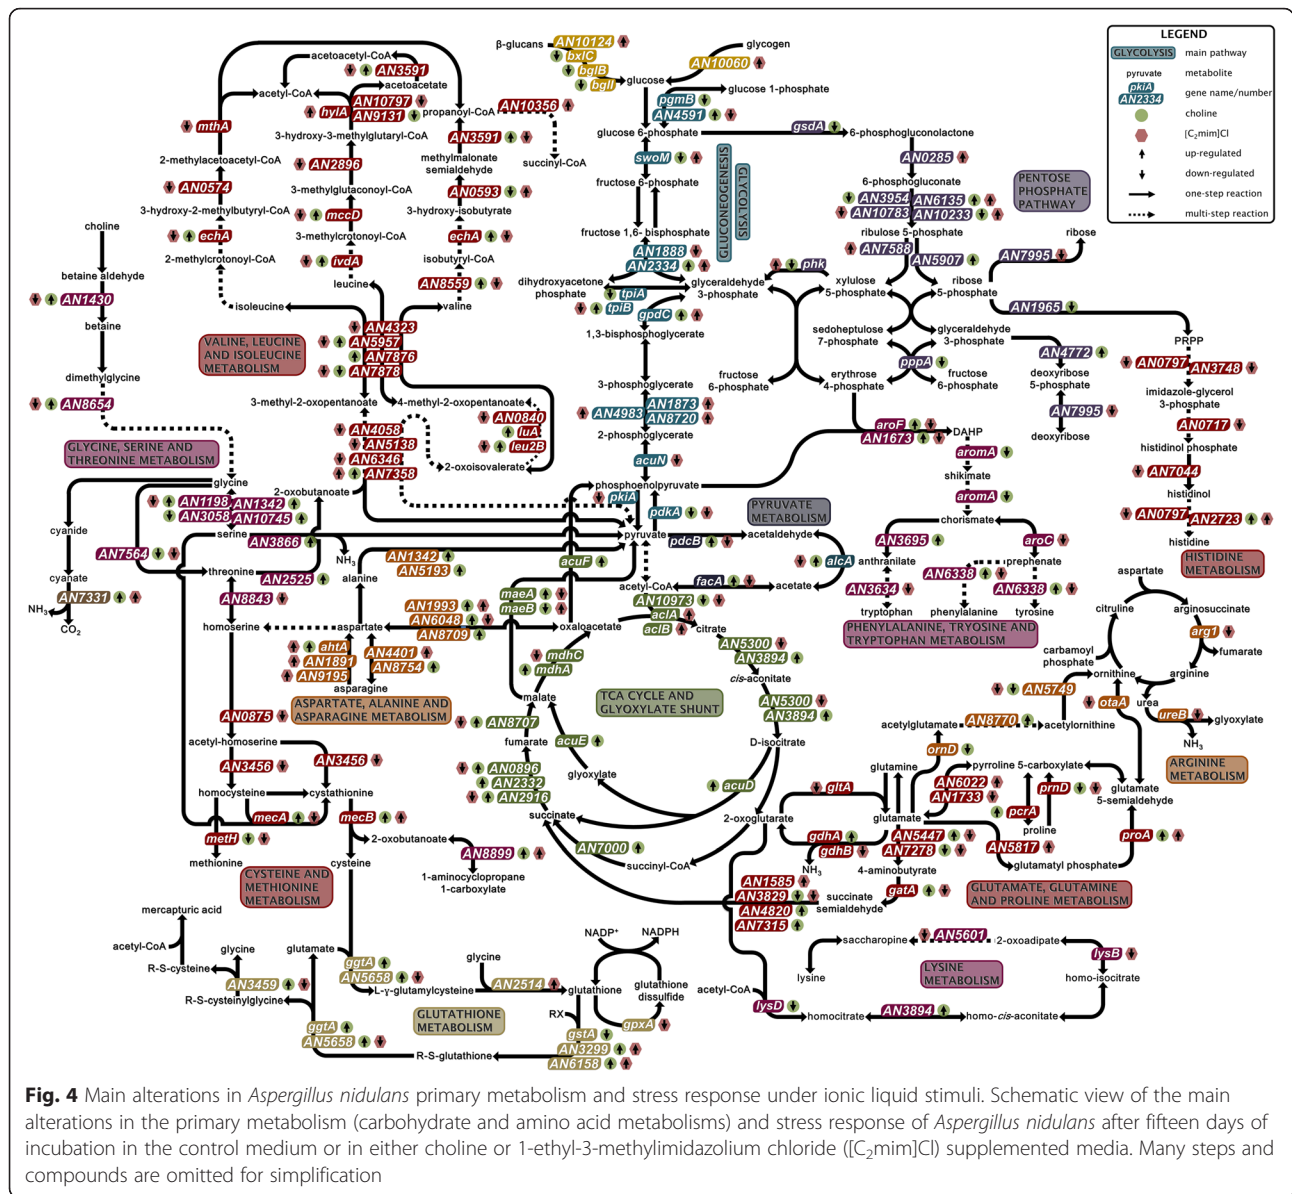 LEGEND
GLYCOLYSIS main pathway
pyruvate metabolite
pkiA
AN2334 gene name/number
choline
[C₂mim]Cl
up-regulated
down-regulated
one-step reaction
multi-step reaction
acetoacetyl-CoA
AN3591
acetyl-CoA
acetoacetate
AN10797
hylA
AN9131
propanoyl-CoA
AN10356
mthA
3-hydroxy-3-methylglutaryl-CoA
AN3591
succinyl-CoA
2-methylacetoacetyl-CoA
AN2896
methylmalonate
semialdehyde
AN0574
3-methylglutaconoyl-CoA
AN0593
3-hydroxy-2-methylbutyryl-CoA
mccD
3-hydroxy-isobutyrate
echA
3-methylcrotonoyl-CoA
echA
2-methylcrotonoyl-CoA
ivdA
isobutyryl-CoA
leucine
AN8559
isoleucine
valine
choline
betaine aldehyde
AN1430
betaine
dimethylglycine
AN8654
VALINE, LEUCINE
AND ISOLEUCINE
METABOLISM
AN4323
AN5957
AN7876
AN7878
3-methyl-2-oxopentanoate
4-methyl-2-oxopentanoate
AN4058
AN5138
AN6346
AN7358
AN0840
luA
leu2B
2-oxoisovalerate
β-glucans
AN10124
bxlC
bglB
bglI
glycogen
AN10060
glucose
pgmB
AN4591
glucose 1-phosphate
glucose 6-phosphate
gsdA
6-phosphogluconolactone
swoM
AN0285
fructose 6-phosphate
6-phosphogluconate
GLUCONEOGENESIS
GLYCOLYSIS
PENTOSE
PHOSPHATE
PATHWAY
AN3954
AN6135
AN10783
AN10233
fructose 1,6- bisphosphate
ribulose 5-phosphate
AN1888
AN2334
AN7588
AN5907
phk
dihydroxyacetone
phosphate
tpiA
tpiB
glyceraldehyde
3-phosphate
gpdC
xylulose
5-phosphate
ribose
5-phosphate
ribose
AN7995
AN1965
1,3-bisphosphoglycerate
sedoheptulose
7-phosphate
glyceraldehyde
3-phosphate
PRPP
pppA
AN4772
AN0797
AN3748
3-phosphoglycerate
fructose
6-phosphate
erythrose
4-phosphate
fructose
6-phosphate
deoxyribose
5-phosphate
imidazole-glycerol
3-phosphate
AN4983
AN1873
AN8720
AN7995
deoxyribose
AN0717
2-phosphoglycerate
histidinol phosphate
acuN
aroF
AN1673
DAHP
aromA
shikimate
aromA
AN7044
histidinol
phosphoenolpyruvate
pkiA
pdkA
PYRUVATE
METABOLISM
chorismate
AN0797
AN2723
histidine
HISTIDINE
METABOLISM
pyruvate
pdcB
acetaldehyde
alcA
facA
acetate
acetyl-CoA
AN3695
aroC
anthranilate
prephenate
AN3634
AN6338
AN6338
tryptophan
phenylalanine
tyrosine
PHENYLALANINE, TRYOSINE AND
TRYPTOPHAN METABOLISM
GLYCINE, SERINE AND
THREONINE METABOLISM
glycine
2-oxobutanoate
AN1198
AN1342
AN3058
AN10745
cyanide
serine
AN3866
AN7564
NH₃
threonine
AN2525
cyanate
AN7331
NH₃
CO₂
AN8843
alanine
AN1342
AN5193
acuF
homoserine
aspartate
AN1993
AN6048
AN8709
oxaloacetate
maeA
maeB
AN10973
aclA
aclB
citrate
ahtA
AN1891
AN9195
AN4401
AN8754
asparagine
ASPARTATE, ALANINE AND
ASPARAGINE METABOLISM
mdhC
mdhA
AN5300
AN3894
cis-aconitate
TCA CYCLE AND
GLYOXYLATE SHUNT
malate
AN5300
AN3894
AN8707
fumarate
acuE
D-isocitrate
glyoxylate
AN0896
AN2332
AN2916
acuD
succinate
2-oxoglutarate
AN7000
succinyl-CoA
AN0875
acetyl-homoserine
AN3456
AN3456
homocysteine
cystathionine
mecA
mecB
metH
methionine
2-oxobutanoate
cysteine
AN8899
1-aminocyclopropane
1-carboxylate
CYSTEINE AND
METHIONINE
METABOLISM
aspartate
citruline
arginosuccinate
arg1
fumarate
carbamoyl
phosphate
ornithine
arginine
AN5749
otaA
urea
ureB
glyoxylate
NH₃
ARGININE
METABOLISM
acetylglutamate
AN8770
acetylornithine
ornD
glutamine
pyrroline 5-carboxylate
AN6022
AN1733
prnD
pcrA
proline
glutamate
5-semialdehyde
gltA
glutamate
gdhA
gdhB
NH₃
AN5447
AN7278
AN5817
proA
glutamatyl phosphate
4-aminobutyrate
gatA
GLUTAMATE, GLUTAMINE
AND PROLINE METABOLISM
AN1585
AN3829
AN4820
AN7315
succinate
semialdehyde
saccharopine
AN5601
2-oxoadipate
lysB
lysine
LYSINE
METABOLISM
homo-isocitrate
acetyl-CoA
lysD
homocitrate
AN3894
homo-cis-aconitate
mercapturic acid
acetyl-CoA
glycine
R-S-cysteine
AN3459
R-S-cysteinylglycine
glutamate
ggtA
AN5658
L-γ-glutamylcysteine
glycine
AN2514
glutathione
NADP⁺
NADPH
glutathione
disulfide
gpxA
RX
GLUTATHIONE
METABOLISM
ggtA
AN5658
R-S-glutathione
gstA
AN3299
AN6158
Fig. 4 Main alterations in Aspergillus nidulans primary metabolism and stress response under ionic liquid stimuli. Schematic view of the main
alterations in the primary metabolism (carbohydrate and amino acid metabolisms) and stress response of Aspergillus nidulans after fifteen days of
incubation in the control medium or in either choline or 1-ethyl-3-methylimidazolium chloride ([C₂mim]Cl) supplemented media. Many steps and
compounds are omitted for simplification